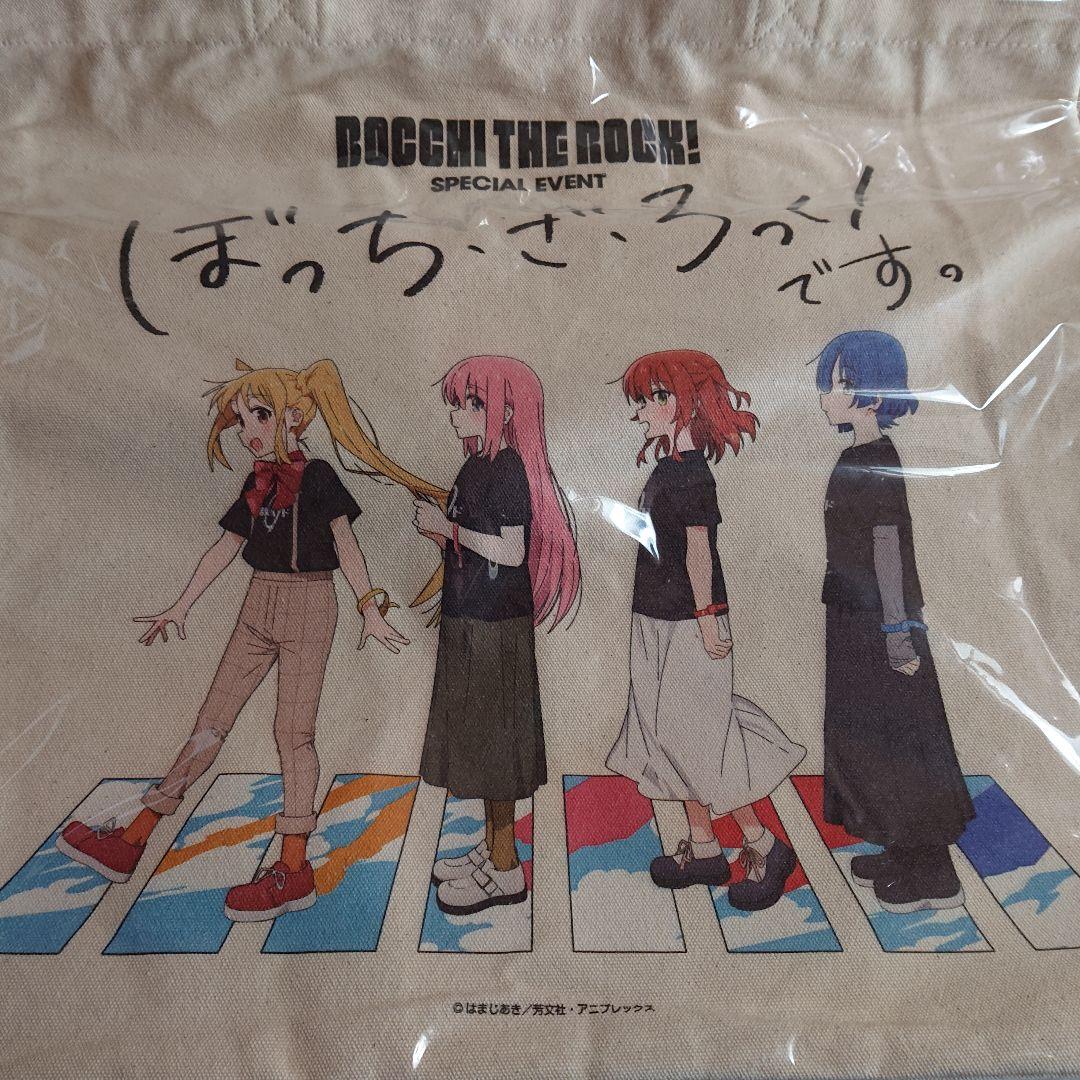 BOCCHI THE ROCK!
SPECIAL EVENT
ぼっち・ざ・ろっく!
です。
©はまじあき/芳文社・アニプレックス